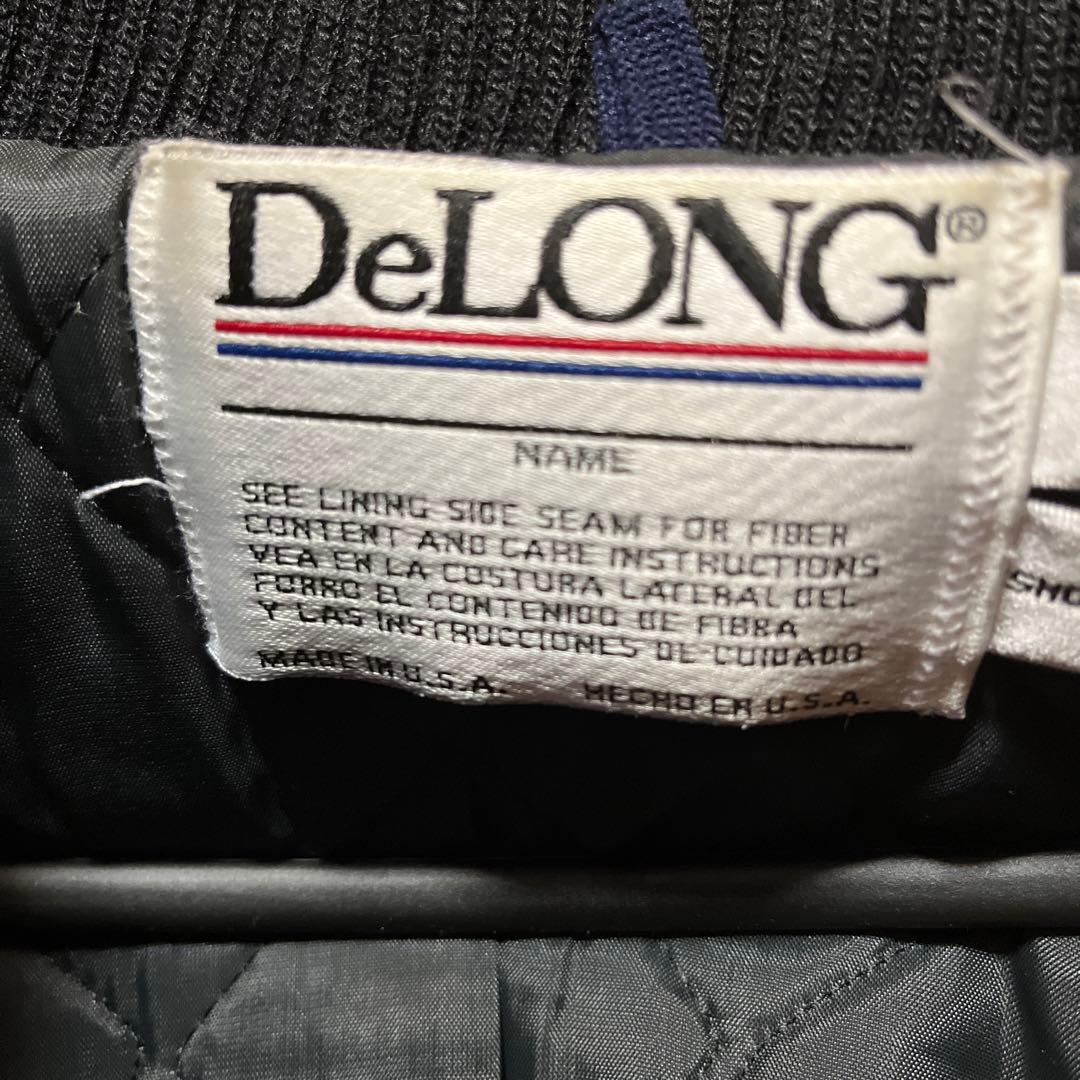 DeLONG®
NAME
SEE LINING SIDE SEAM FOR FIBER
CONTENT AND CARE INSTRUCTIONS
VEA EN LA COSTURA LATERAL DEL
FORRO EL CONTENIDO DE FIBRA
Y LAS INSTRUCCIONES DE CUIDADO
MADE IN U.S.A. HECHO EN U.S.A.